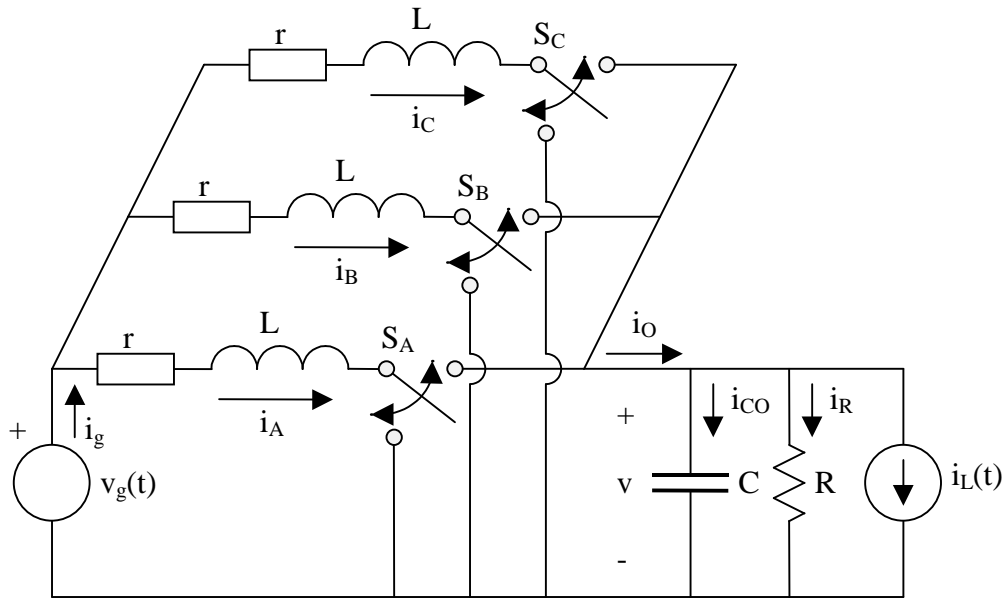 r L S_C
i_C
r L S_B
i_B
r L S_A i_O
+ i_g i_A + i_CO i_R
v_g(t) v C R i_L(t)
-